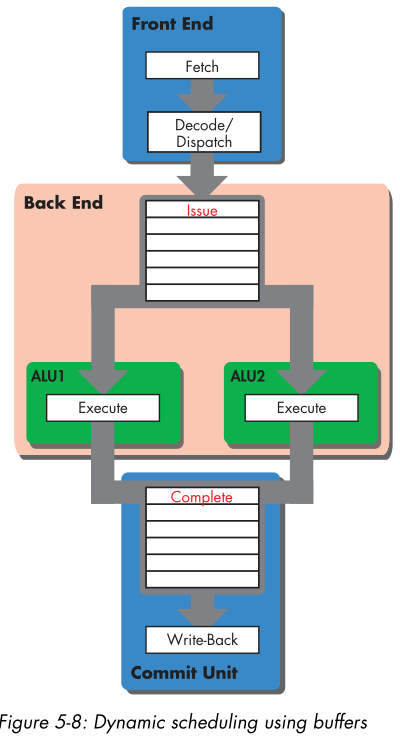 Front End
Fetch
Decode/
Dispatch
Back End
Issue
ALU1
Execute
ALU2
Execute
Complete
Write-Back
Commit Unit
Figure 5-8: Dynamic scheduling using buffers